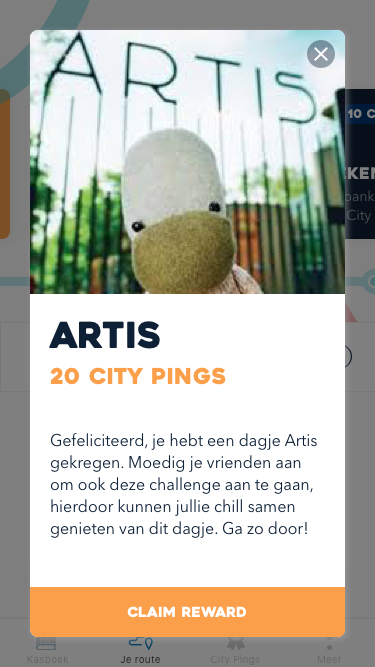 ARTIS
10 C
KEN
bank
City
ARTIS
20 CITY PINGS
Gefeliciteerd, je hebt een dagje Artis
gekregen. Moedig je vrienden aan
om ook deze challenge aan te gaan,
hierdoor kunnen jullie chill samen
genieten van dit dagje. Ga zo door!
CLAIM REWARD
Kasboek Je route City Pings Meer